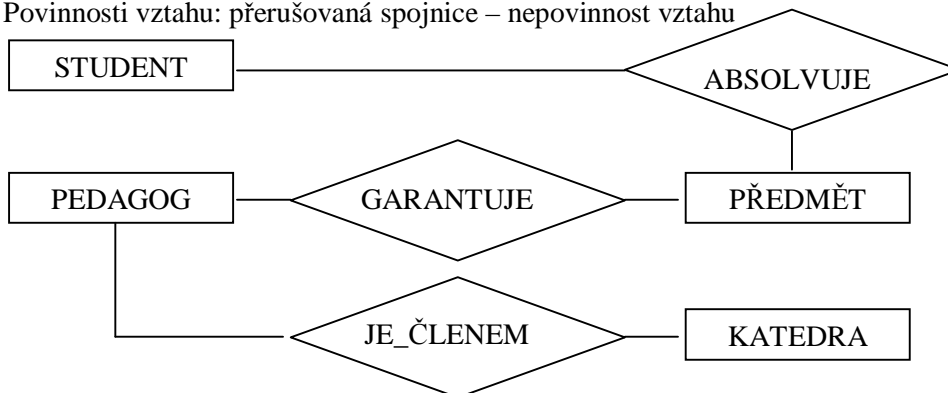 Povinnosti vztahu: přerušovaná spojnice – nepovinnost vztahu
STUDENT
ABSOLVUJE
PEDAGOG
GARANTUJE
PŘEDMĚT
JE_ČLENEM
KATEDRA